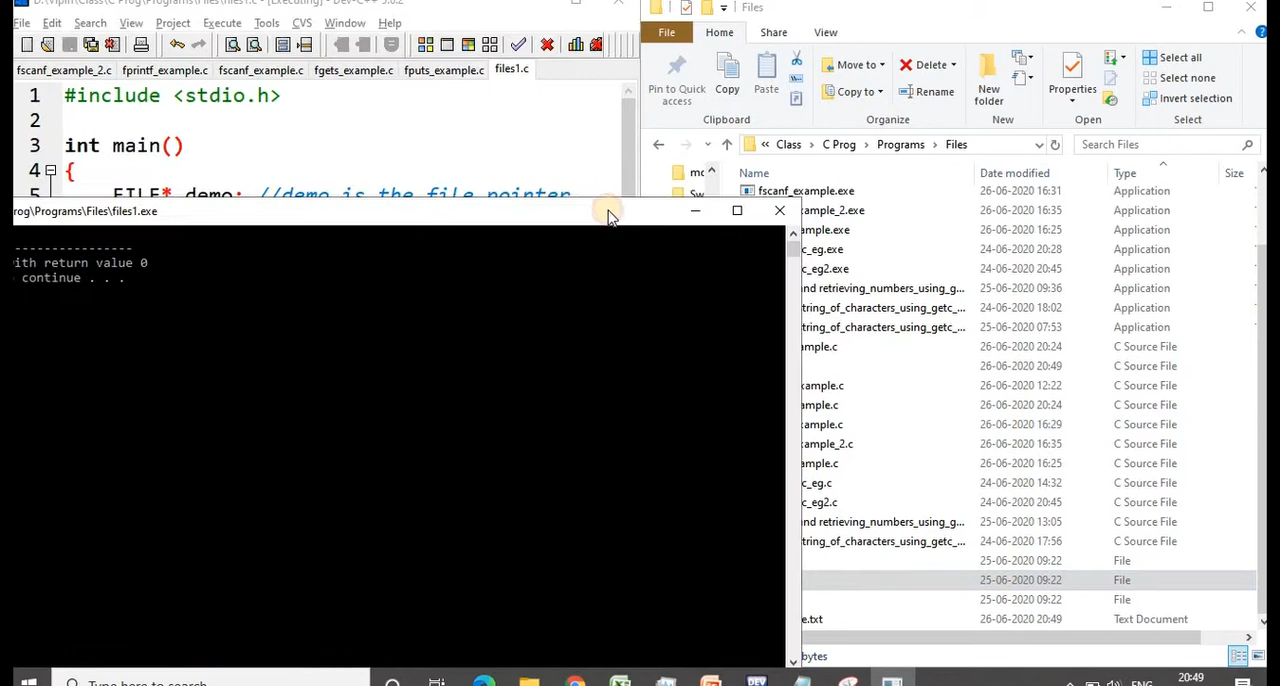 D:\Vipin\Class\C Prog\Programs\Files\files1.c - [Executing] - Dev-C++ 5.6.2
File Edit Search View Project Execute Tools CVS Window Help
fscanf_example_2.c fprintf_example.c fscanf_example.c fgets_example.c fputs_example.c files1.c
1 #include <stdio.h>
2
3 int main()
4 {
5 FILE* demo; //demo is the file pointer
rog\Programs\Files\files1.exe
----------------
ith return value 0
continue . . .
Files
File Home Share View
Pin to Quick access
Copy
Paste
Clipboard
Move to
Copy to
Delete
Rename
Organize
New folder
New
Properties
Open
Select all
Select none
Invert selection
Select
« Class > C Prog > Programs > Files
Search Files
Name Date modified Type Size
fscanf_example.exe 26-06-2020 16:31 Application
ample_2.exe 26-06-2020 16:35 Application
ample.exe 26-06-2020 16:25 Application
c_eg.exe 24-06-2020 20:28 Application
c_eg2.exe 24-06-2020 20:45 Application
nd retrieving_numbers_using_g... 25-06-2020 09:36 Application
tring_of_characters_using_getc_... 24-06-2020 18:02 Application
tring_of_characters_using_getc_... 25-06-2020 07:53 Application
ample.c 26-06-2020 20:24 C Source File
26-06-2020 20:49 C Source File
ample.c 26-06-2020 12:22 C Source File
ample.c 26-06-2020 20:24 C Source File
ample.c 26-06-2020 16:29 C Source File
ample_2.c 26-06-2020 16:35 C Source File
ample.c 26-06-2020 16:25 C Source File
c_eg.c 24-06-2020 14:32 C Source File
c_eg2.c 24-06-2020 20:45 C Source File
nd retrieving_numbers_using_g... 25-06-2020 13:05 C Source File
tring_of_characters_using_getc_... 24-06-2020 17:56 C Source File
25-06-2020 09:22 File
25-06-2020 09:22 File
25-06-2020 09:22 File
e.txt 26-06-2020 20:49 Text Document
bytes
Type here to search
ENG
20:49